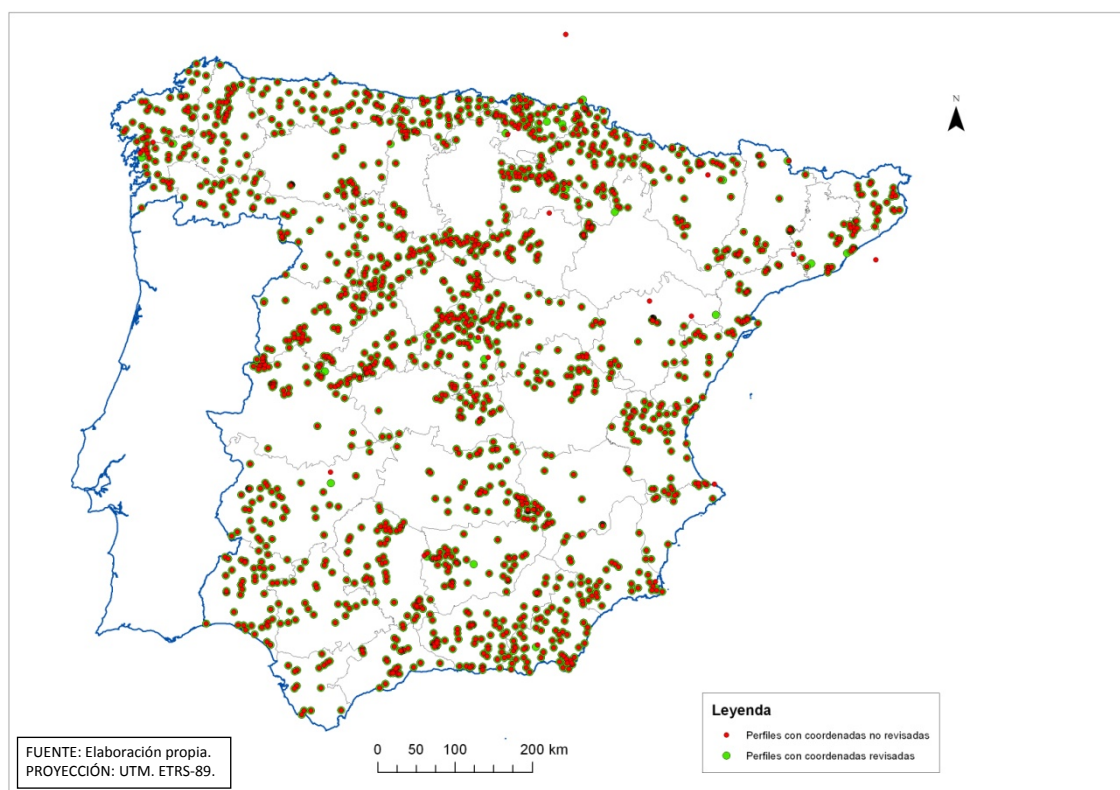 N
Leyenda
Perfiles con coordenadas no revisadas
Perfiles con coordenadas revisadas
FUENTE: Elaboración propia.
PROYECCIÓN: UTM. ETRS-89.
0 50 100 200 km